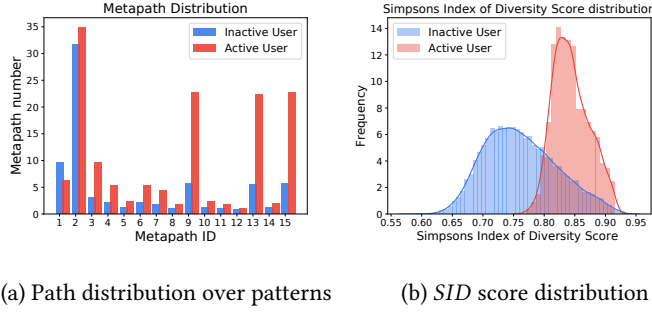 Metapath Distribution
Inactive User
Active User
Metapath number
35
30
25
20
15
10
5
0
1 2 3 4 5 6 7 8 9 10 11 12 13 14 15
Metapath ID
(a) Path distribution over patterns
Simpsons Index of Diversity Score distribution
Inactive User
Active User
Frequency
14
12
10
8
6
4
2
0
0.55 0.60 0.65 0.70 0.75 0.80 0.85 0.90 0.95
Simpsons Index of Diversity Score
(b) SID score distribution